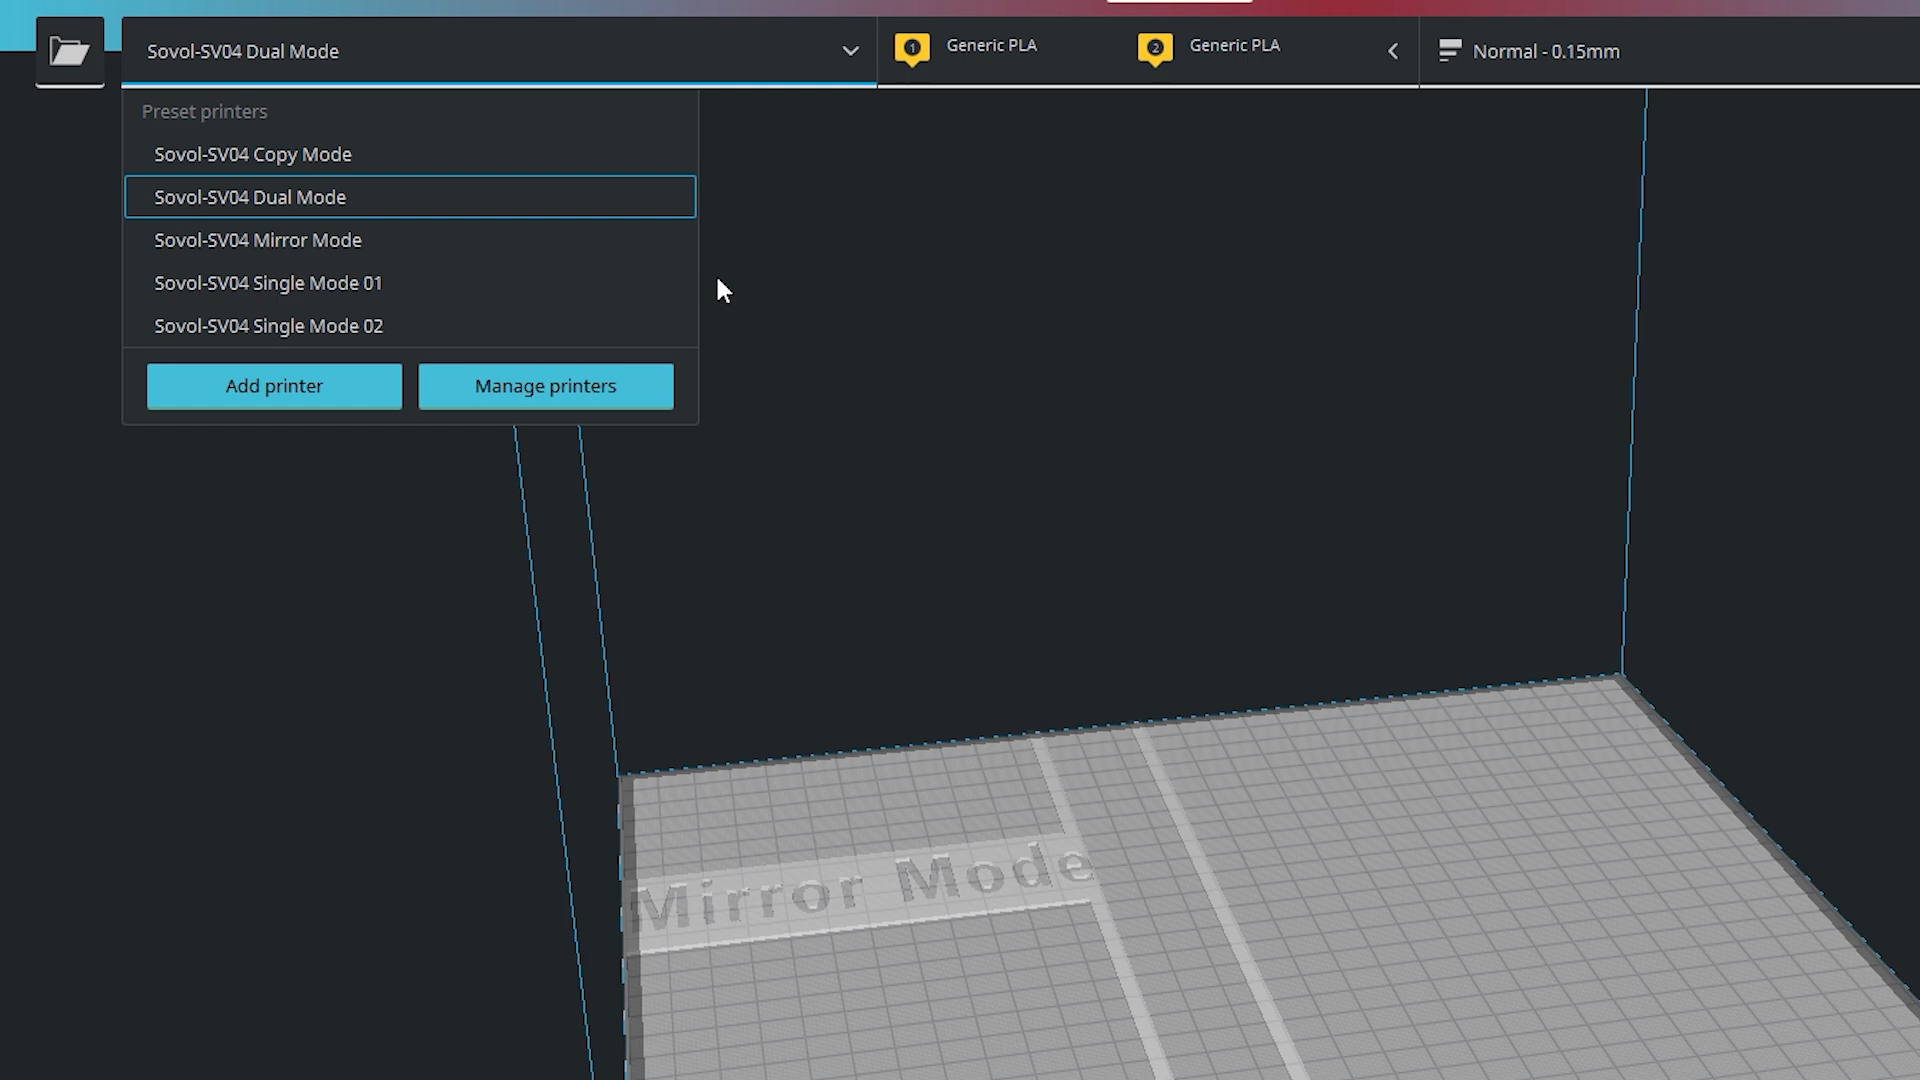 Sovol-SV04 Dual Mode
1 Generic PLA
2 Generic PLA
Normal - 0.15mm
Preset printers
Sovol-SV04 Copy Mode
Sovol-SV04 Dual Mode
Sovol-SV04 Mirror Mode
Sovol-SV04 Single Mode 01
Sovol-SV04 Single Mode 02
Add printer
Manage printers
Mirror Mode